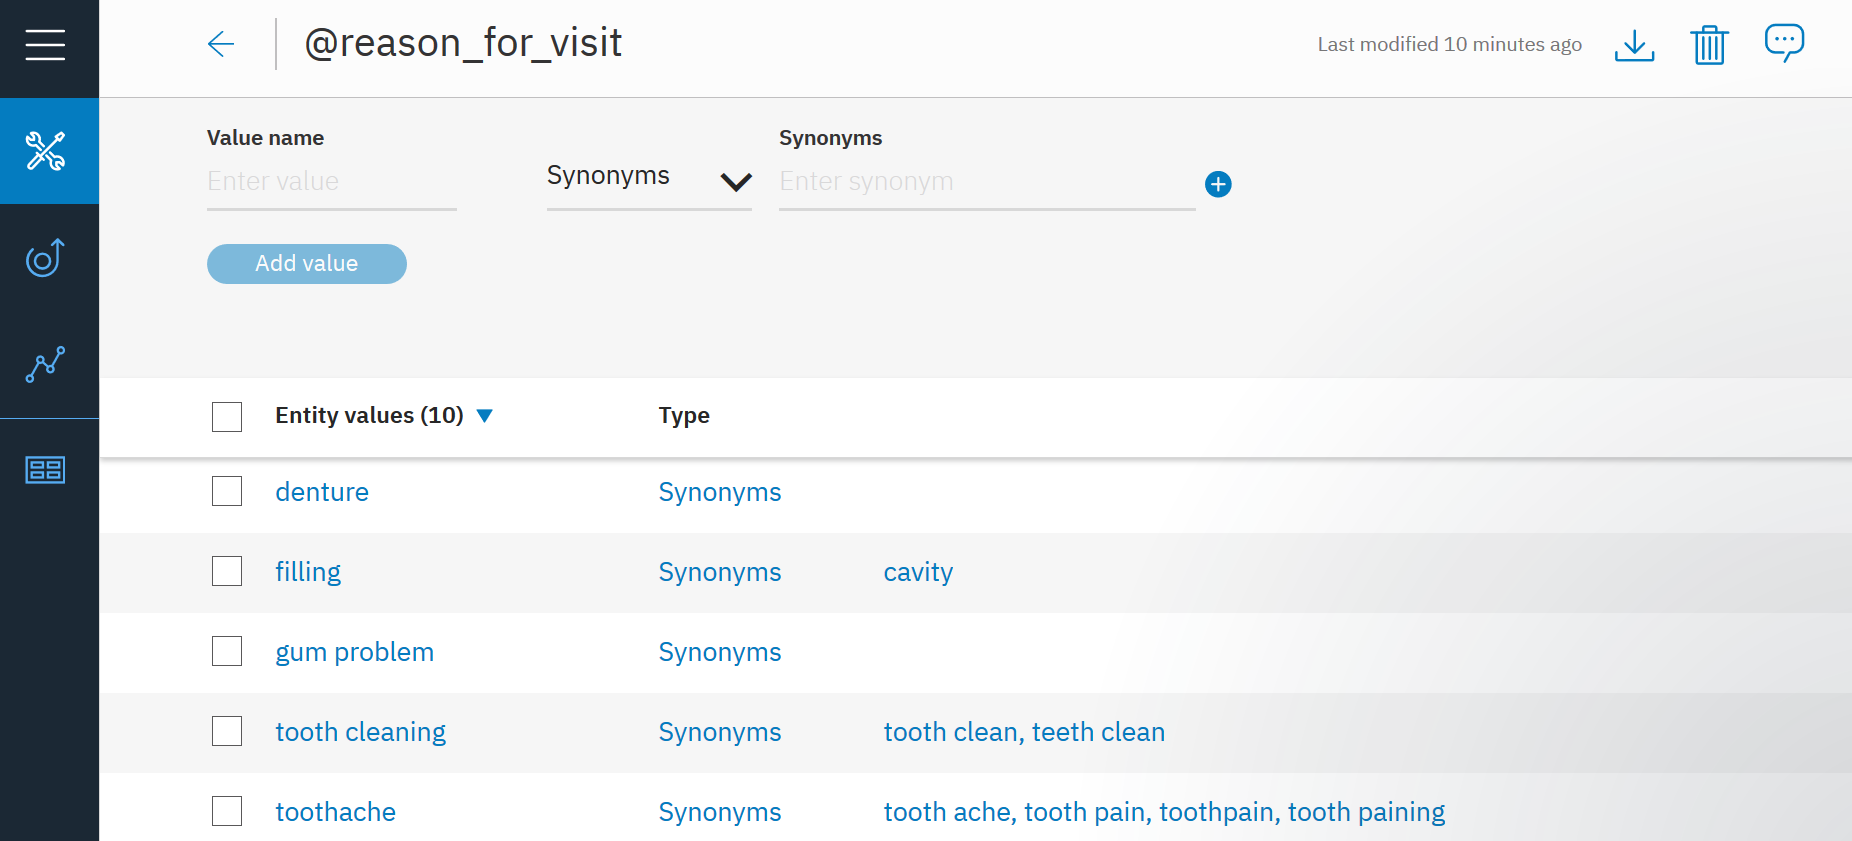 @reason_for_visit
Last modified 10 minutes ago
Value name
Synonyms
Enter value
Synonyms
Enter synonym
Add value
Entity values (10)
Type
denture Synonyms
filling Synonyms cavity
gum problem Synonyms
tooth cleaning Synonyms tooth clean, teeth clean
toothache Synonyms tooth ache, tooth pain, toothpain, tooth paining